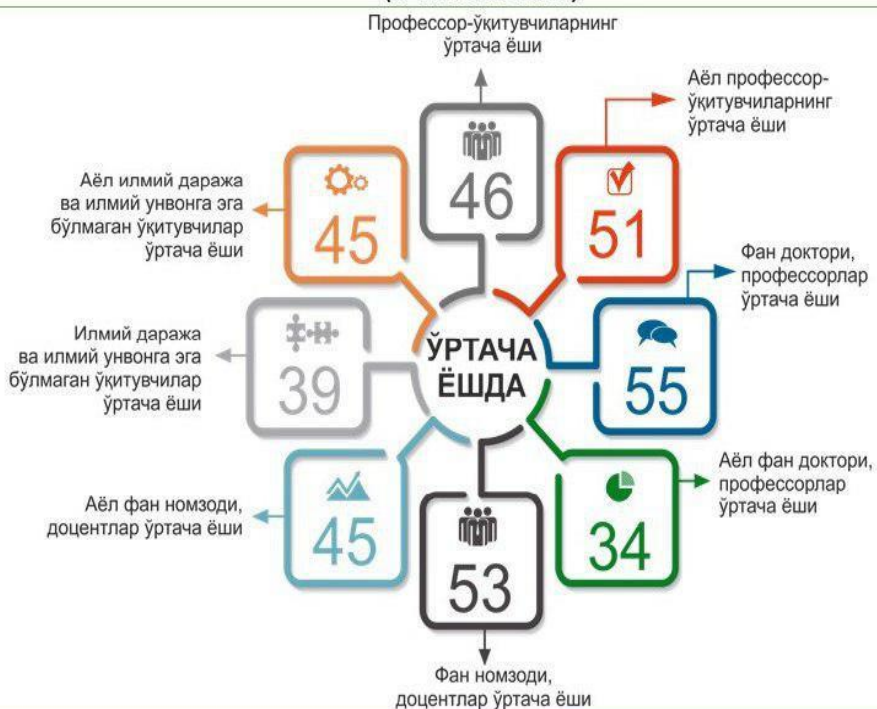 Профессор-ўқитувчиларнинг
ўртача ёши
46
Аёл профессор-
ўқитувчиларнинг
ўртача ёши
51
Фан доктори,
профессорлар
ўртача ёши
55
Аёл фан доктори,
профессорлар
ўртача ёши
34
Фан номзоди,
доцентлар ўртача ёши
53
Аёл фан номзоди,
доцентлар ўртача ёши
45
Илмий даража
ва илмий унвонга эга
бўлмаган ўқитувчилар
ўртача ёши
39
Аёл илмий даража
ва илмий унвонга эга
бўлмаган ўқитувчилар
ўртача ёши
45
ЎРТАЧА
ЁШДА